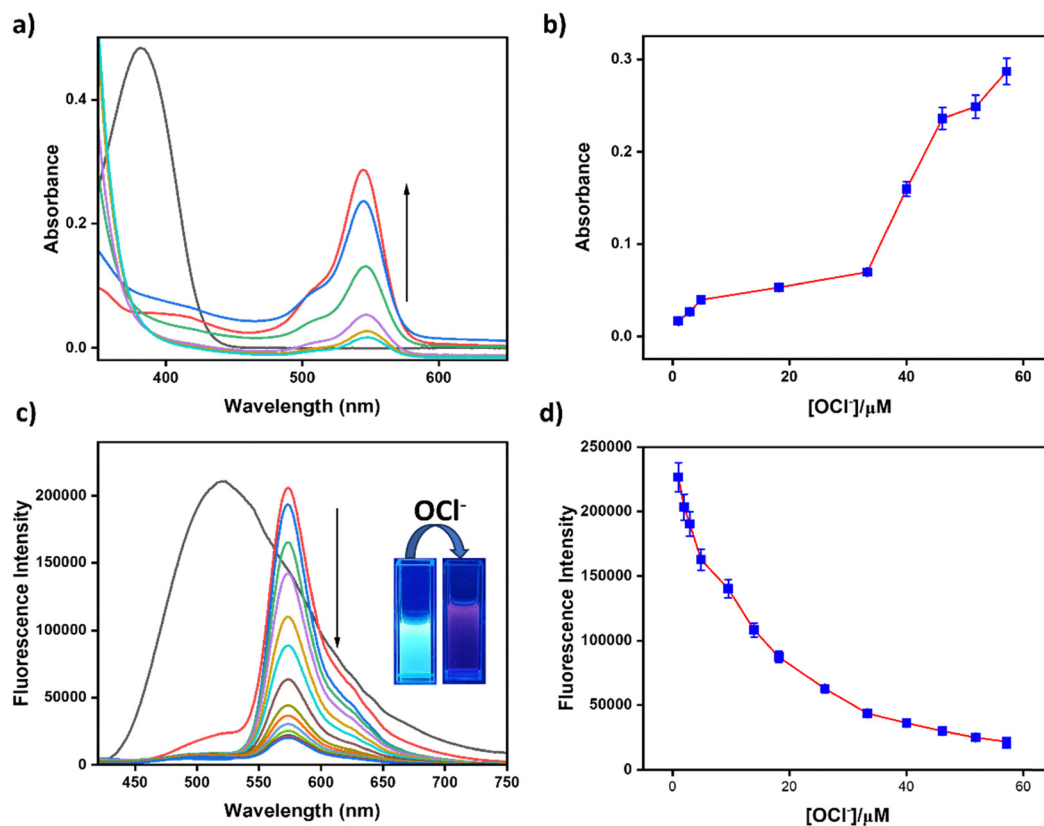 a)
0.4
0.2
0.0
Absorbance
400
500
600
Wavelength (nm)
b)
0.3
0.2
0.1
0.0
Absorbance
0
20
40
60
[OCl⁻]/μM
c)
200000
150000
100000
50000
0
Fluorescence Intensity
OCl⁻
450
500
550
600
650
700
750
Wavelength (nm)
d)
250000
200000
150000
100000
50000
0
Fluorescence Intensity
0
20
40
60
[OCl⁻]/μM